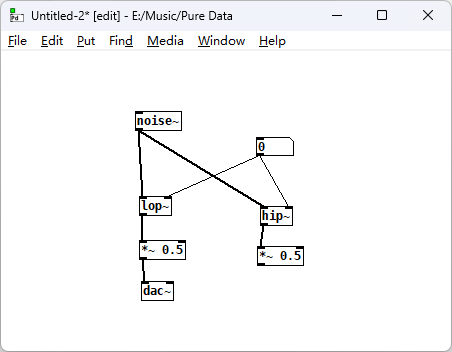 Untitled-2* [edit] - E:/Music/Pure Data
File Edit Put Find Media Window Help
noise~
0
lop~
hip~
*~ 0.5
*~ 0.5
dac~